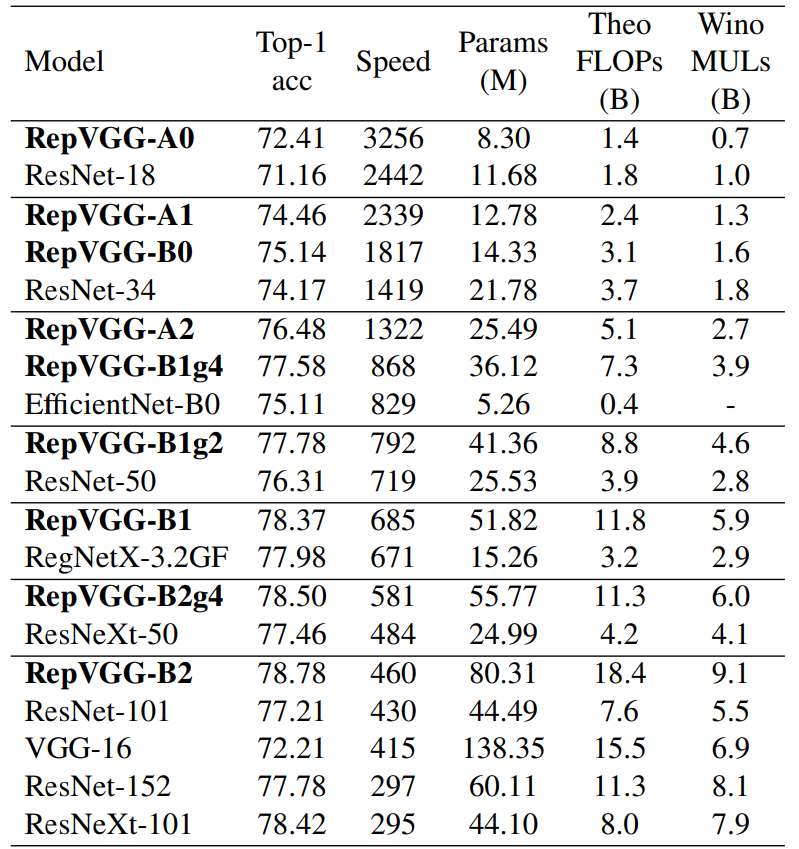 Model Top-1 acc Speed Params (M) Theo FLOPs (B) Wino MULs (B)
RepVGG-A0 72.41 3256 8.30 1.4 0.7
ResNet-18 71.16 2442 11.68 1.8 1.0
RepVGG-A1 74.46 2339 12.78 2.4 1.3
RepVGG-B0 75.14 1817 14.33 3.1 1.6
ResNet-34 74.17 1419 21.78 3.7 1.8
RepVGG-A2 76.48 1322 25.49 5.1 2.7
RepVGG-B1g4 77.58 868 36.12 7.3 3.9
EfficientNet-B0 75.11 829 5.26 0.4 -
RepVGG-B1g2 77.78 792 41.36 8.8 4.6
ResNet-50 76.31 719 25.53 3.9 2.8
RepVGG-B1 78.37 685 51.82 11.8 5.9
RegNetX-3.2GF 77.98 671 15.26 3.2 2.9
RepVGG-B2g4 78.50 581 55.77 11.3 6.0
ResNeXt-50 77.46 484 24.99 4.2 4.1
RepVGG-B2 78.78 460 80.31 18.4 9.1
ResNet-101 77.21 430 44.49 7.6 5.5
VGG-16 72.21 415 138.35 15.5 6.9
ResNet-152 77.78 297 60.11 11.3 8.1
ResNeXt-101 78.42 295 44.10 8.0 7.9